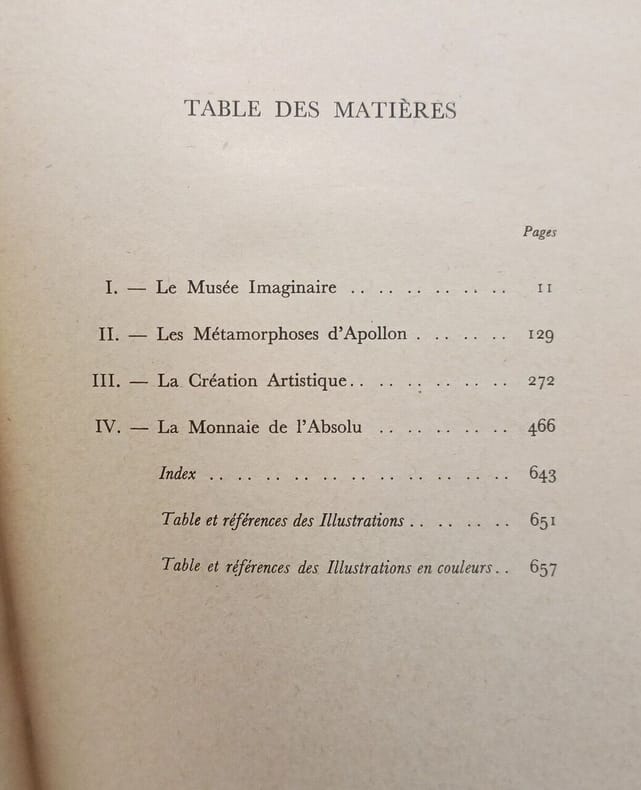 TABLE DES MATIÈRES
Pages
I. — Le Musée Imaginaire .. .. .. .. .. .. 11
II. — Les Métamorphoses d'Apollon . .. .. .. 129
III. — La Création Artistique.. .. .. .. .. .. 272
IV. — La Monnaie de l'Absolu .. .. .. .. .. 466
Index .. .. .. .. .. .. .. .. .. .. .. 643
Table et références des Illustrations .. .. .. .. 651
Table et références des Illustrations en couleurs .. 657